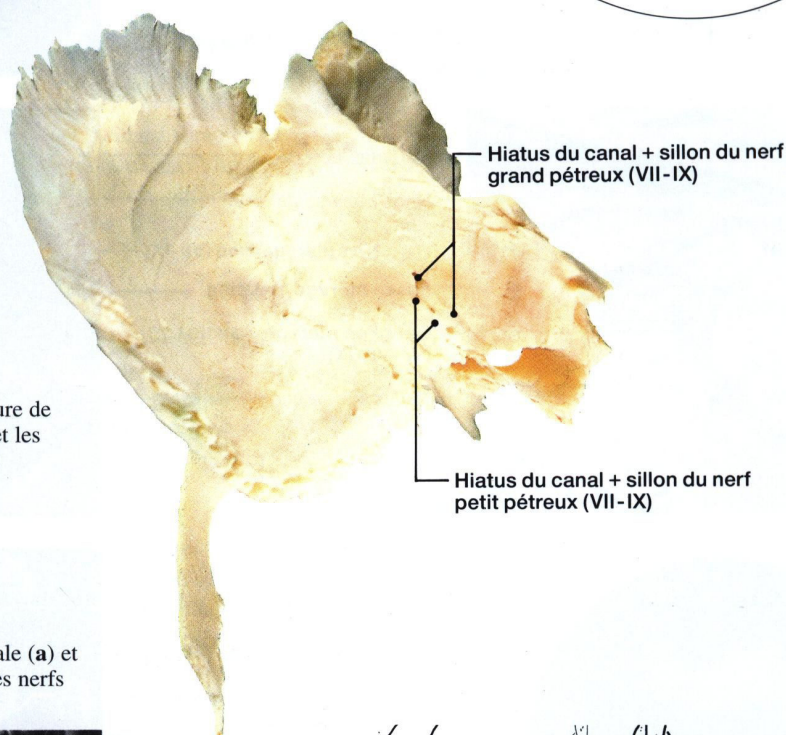 Hiatus du canal + sillon du nerf
grand pétreux (VII-IX)
ure de
et les
Hiatus du canal + sillon du nerf
petit pétreux (VII-IX)
ale (a) et
es nerfs